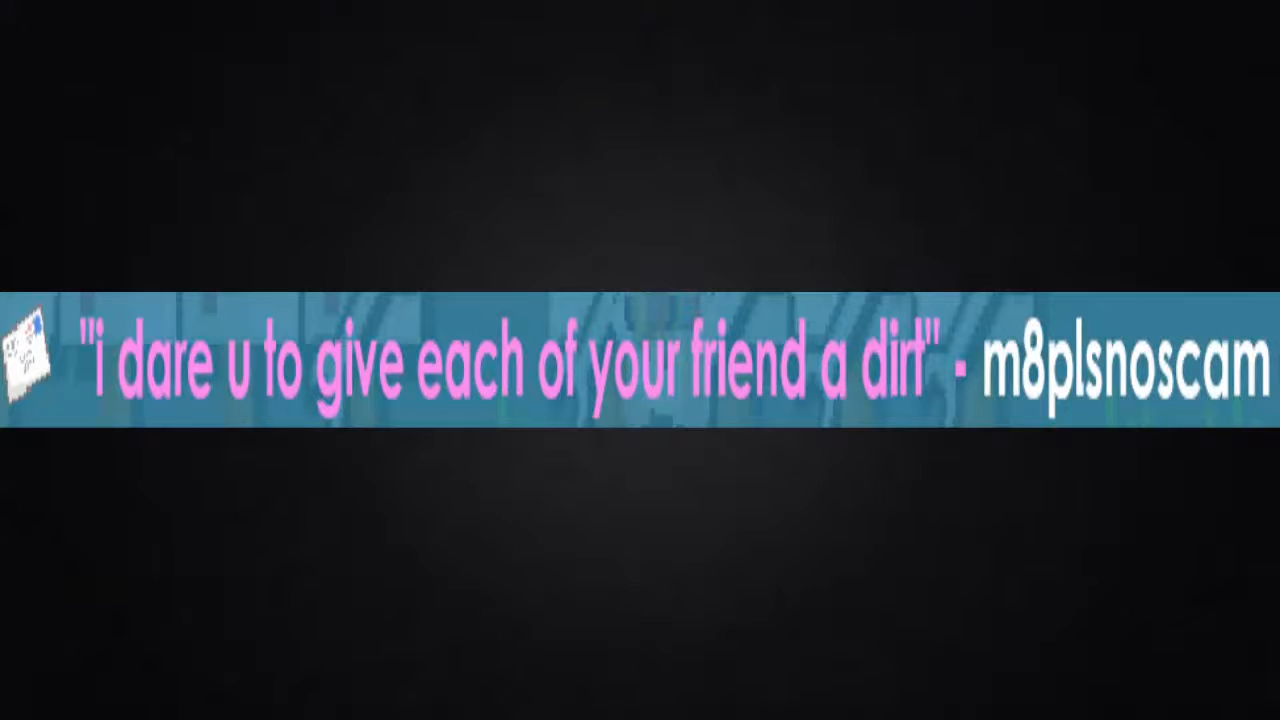 "i dare u to give each of your friend a dirt" - m8plsnoscam